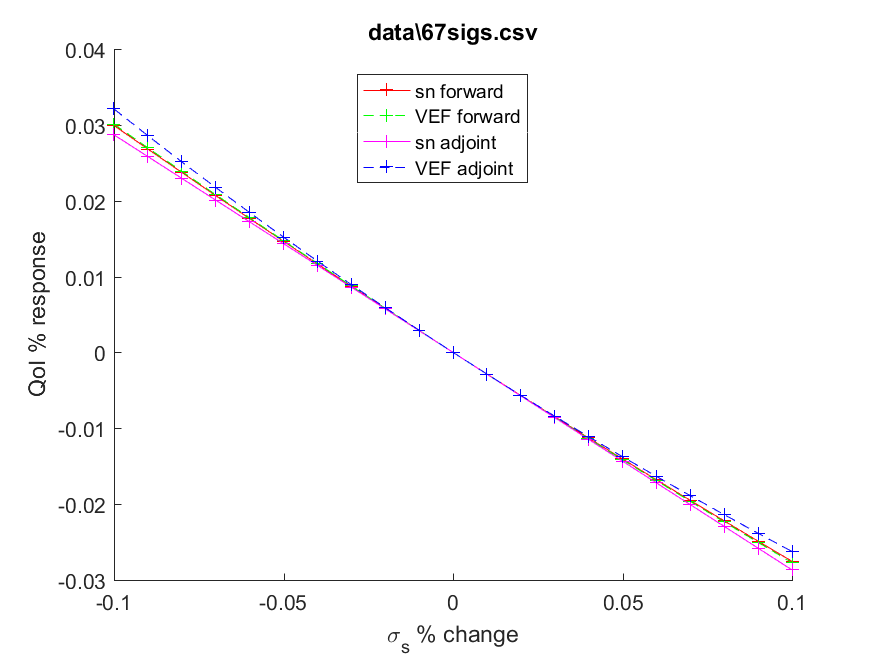 data\67sigs.csv
sn forward
VEF forward
sn adjoint
VEF adjoint
0.04
0.03
0.02
0.01
0
-0.01
-0.02
-0.03
QoI % response
-0.1
-0.05
0
0.05
0.1
σs % change